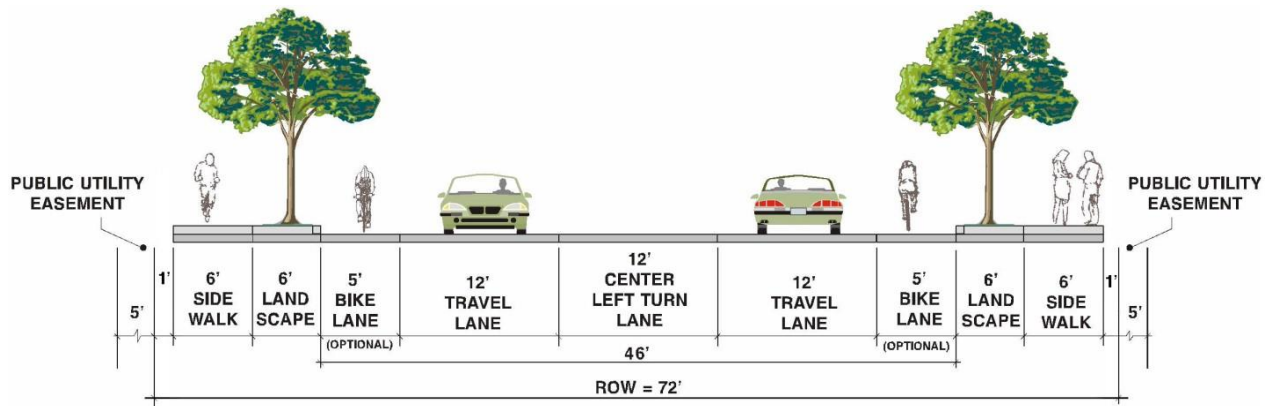 PUBLIC UTILITY
EASEMENT
PUBLIC UTILITY
EASEMENT
5'
1'
6'
SIDE
WALK
6'
LAND
SCAPE
5'
BIKE
LANE
(OPTIONAL)
12'
TRAVEL
LANE
12'
CENTER
LEFT TURN
LANE
12'
TRAVEL
LANE
5'
BIKE
LANE
(OPTIONAL)
6'
LAND
SCAPE
6'
SIDE
WALK
1'
5'
46'
ROW = 72'